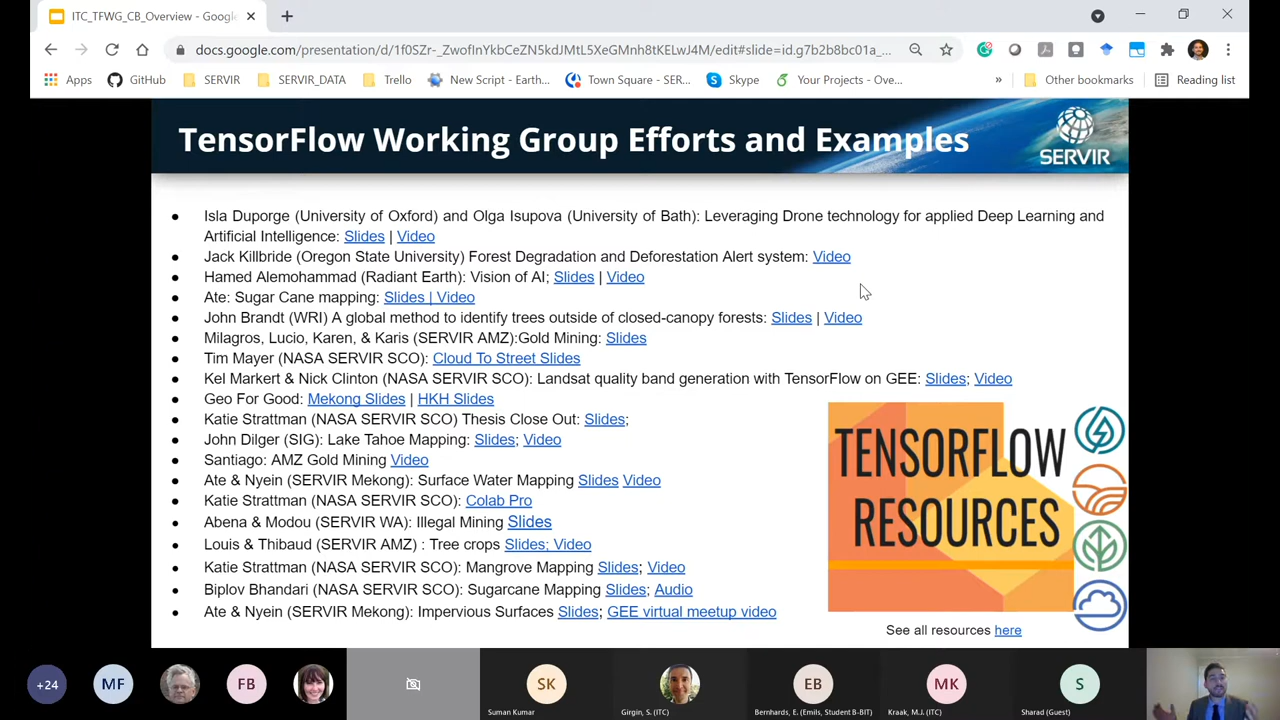 ITC_TFWG_CB_Overview - Google
docs.google.com/presentation/d/1f0SZr-_ZwofInYkbCeZN5kdJMtL5XeGMnh8tKELwJ4M/edit#slide=id.g7b2b8bc01a_...
Apps GitHub SERVIR SERVIR_DATA Trello New Script - Earth... Town Square - SER... Skype Your Projects - Ove... » Other bookmarks Reading list
TensorFlow Working Group Efforts and Examples
SERVIR
● Isla Duporge (University of Oxford) and Olga Isupova (University of Bath): Leveraging Drone technology for applied Deep Learning and
Artificial Intelligence: Slides | Video
● Jack Killbride (Oregon State University) Forest Degradation and Deforestation Alert system: Video
● Hamed Alemohammad (Radiant Earth): Vision of AI; Slides | Video
● Ate: Sugar Cane mapping: Slides | Video
● John Brandt (WRI) A global method to identify trees outside of closed-canopy forests: Slides | Video
● Milagros, Lucio, Karen, & Karis (SERVIR AMZ):Gold Mining: Slides
● Tim Mayer (NASA SERVIR SCO): Cloud To Street Slides
● Kel Markert & Nick Clinton (NASA SERVIR SCO): Landsat quality band generation with TensorFlow on GEE: Slides; Video
● Geo For Good: Mekong Slides | HKH Slides
● Katie Strattman (NASA SERVIR SCO) Thesis Close Out: Slides;
● John Dilger (SIG): Lake Tahoe Mapping: Slides; Video
● Santiago: AMZ Gold Mining Video
● Ate & Nyein (SERVIR Mekong): Surface Water Mapping Slides Video
● Katie Strattman (NASA SERVIR SCO): Colab Pro
● Abena & Modou (SERVIR WA): Illegal Mining Slides
● Louis & Thibaud (SERVIR AMZ) : Tree crops Slides; Video
● Katie Strattman (NASA SERVIR SCO): Mangrove Mapping Slides; Video
● Biplov Bhandari (NASA SERVIR SCO): Sugarcane Mapping Slides; Audio
● Ate & Nyein (SERVIR Mekong): Impervious Surfaces Slides; GEE virtual meetup video
TENSORFLOW
RESOURCES
See all resources here
+24 MF FB SK EB MK S
Suman Kumar Girgin, S. (ITC) Bernhards, E. (Emils, Student B-BIT) Kraak, M.J. (ITC) Sharad (Guest)